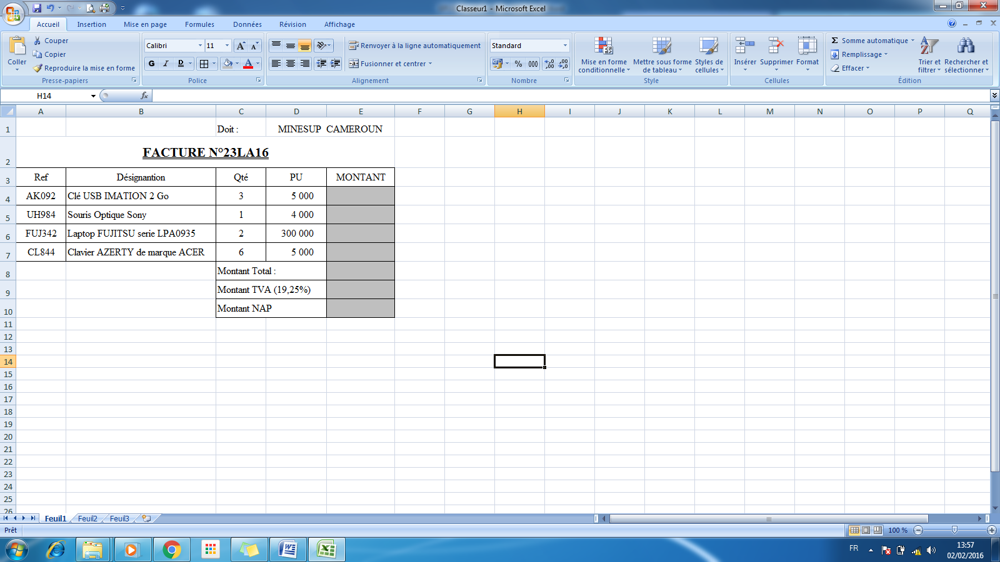 Classeur1 - Microsoft Excel
Accueil Insertion Mise en page Formules Données Révision Affichage
Coller
Couper
Copier
Reproduire la mise en forme
Presse-papiers
Calibri 11
G I D A
Police
Renvoyer à la ligne automatiquement
Fusionner et centrer
Alignement
Standard
% 000
Nombre
Mise en forme conditionnelle
Mettre sous forme de tableau
Styles de cellules
Style
Insérer Supprimer Format
Cellules
Σ Somme automatique
Remplissage
Effacer
Trier et filtrer
Rechercher et sélectionner
Édition
H14 fx
A B C D E F G H I J K L M N O P Q
1 Doit : MINESUP CAMEROUN
2 FACTURE N°23LA16
3 Ref Désignantion Qté PU MONTANT
4 AK092 Clé USB IMATION 2 Go 3 5 000
5 UH984 Souris Optique Sony 1 4 000
6 FUJ342 Laptop FUJITSU serie LPA0935 2 300 000
7 CL844 Clavier AZERTY de marque ACER 6 5 000
8 Montant Total :
9 Montant TVA (19,25%)
10 Montant NAP
11
12
13
14
15
16
17
18
19
20
21
22
23
24
25
26
Feuil1 Feuil2 Feuil3
Prêt 100 %
FR 13:57
02/02/2016